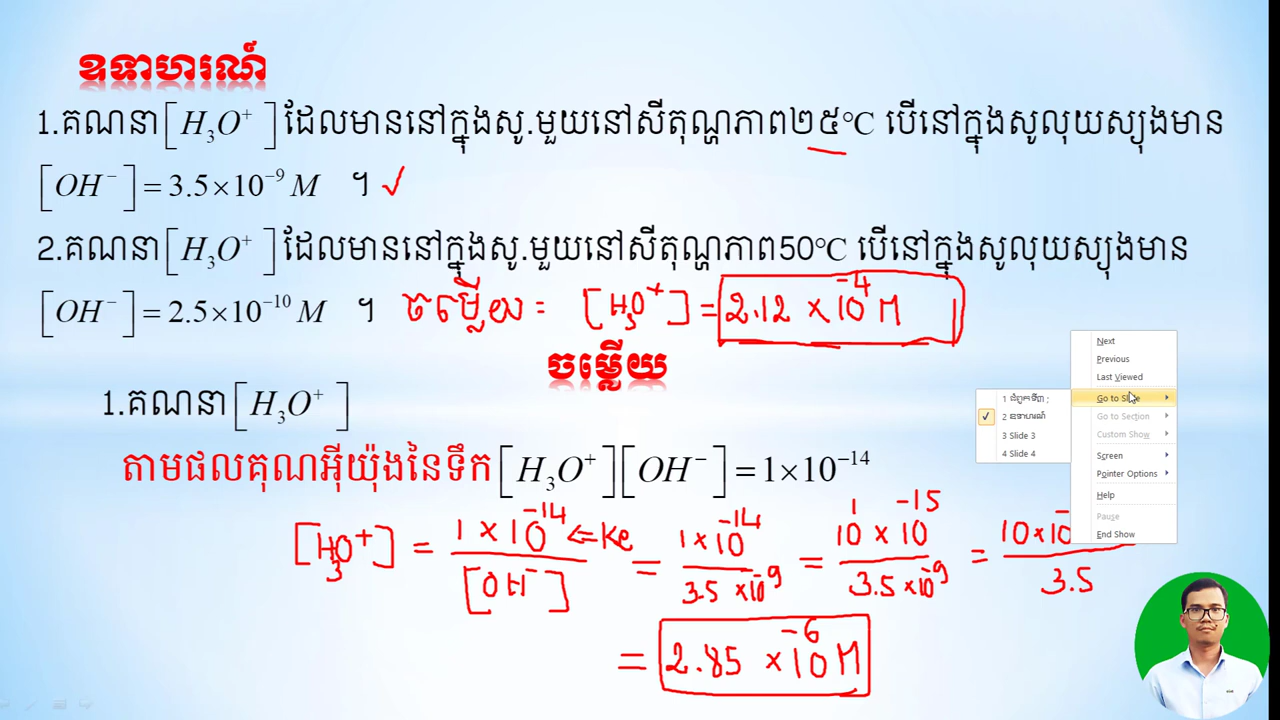 ឧទាហរណ៍
1.គណនា[H₃O⁺] ដែលមាននៅក្នុងសូ.មួយនៅសីតុណ្ហភាព២៥°C បើនៅក្នុងសូលុយស្យុងមាន
[OH⁻] = 3.5×10⁻⁹ M ។ ✓
2.គណនា[H₃O⁺] ដែលមាននៅក្នុងសូ.មួយនៅសីតុណ្ហភាព50°C បើនៅក្នុងសូលុយស្យុងមាន
[OH⁻] = 2.5×10⁻¹⁰ M ។ ចម្លើយ = [H₃O⁺] = 2.12 × 10⁻⁴ M
ចម្លើយ
1.គណនា[H₃O⁺]
តាមផលគុណអ៊ីយ៉ុងនៃទឹក[H₃O⁺][OH⁻] = 1×10⁻¹⁴
[H₃O⁺] = 1 × 10⁻¹⁴ / [OH⁻] ⇐ Ke = 1 × 10⁻¹⁴ / 3.5 × 10⁻⁹ = 10¹ × 10⁻¹⁵ / 3.5 × 10⁻⁹ = 10 × 10⁻ / 3.5
= 2.85 × 10⁻⁶ M
Next
Previous
Last Viewed
Go to Slide
Go to Section
Custom Show
Screen
Pointer Options
Help
Pause
End Show
1 ជំពូកទី៣ ;
✓ 2 ឧទាហរណ៍
3 Slide 3
4 Slide 4